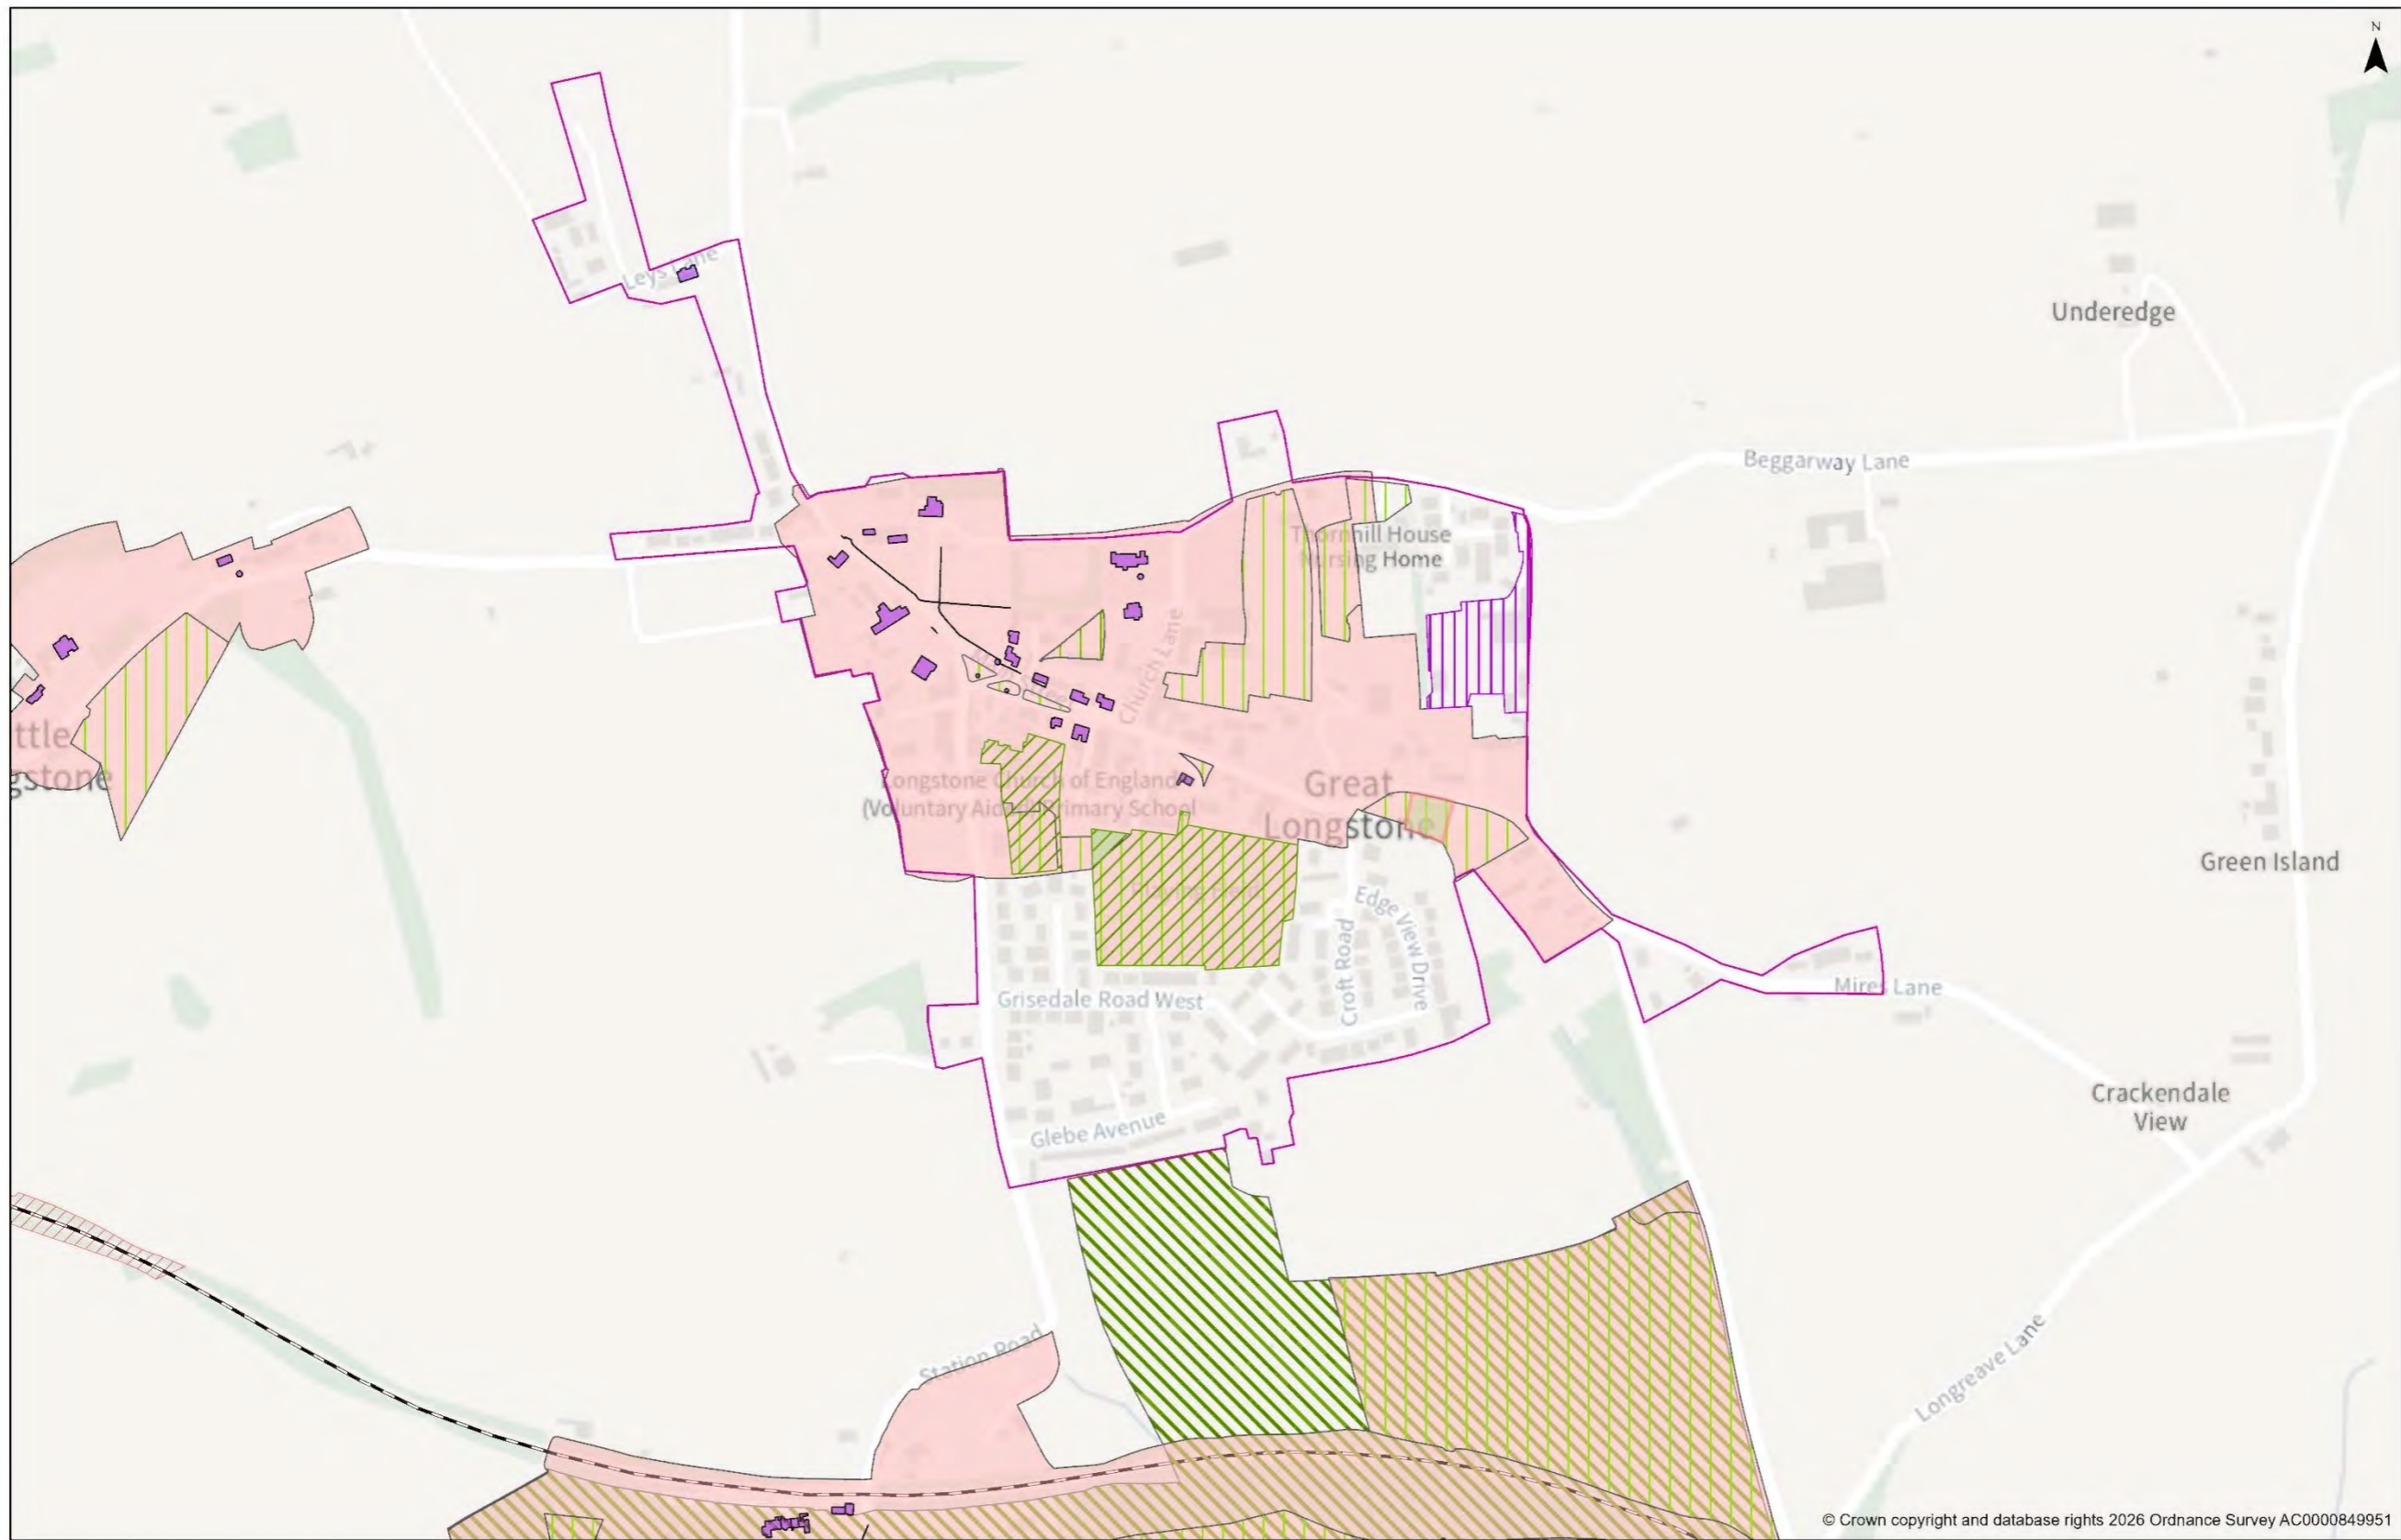 N
Leys Lane
Underedge
Beggarway Lane
Thornhill House
Nursing Home
Church Lane
ttle
gstone
Longstone Church of England
(Voluntary Aided) Primary School
Great
Longstone
Green Island
Edge View Drive
Croft Road
Grisedale Road West
Mires Lane
Crackendale
View
Glebe Avenue
Station Road
Longreave Lane
© Crown copyright and database rights 2026 Ordnance Survey AC0000849951